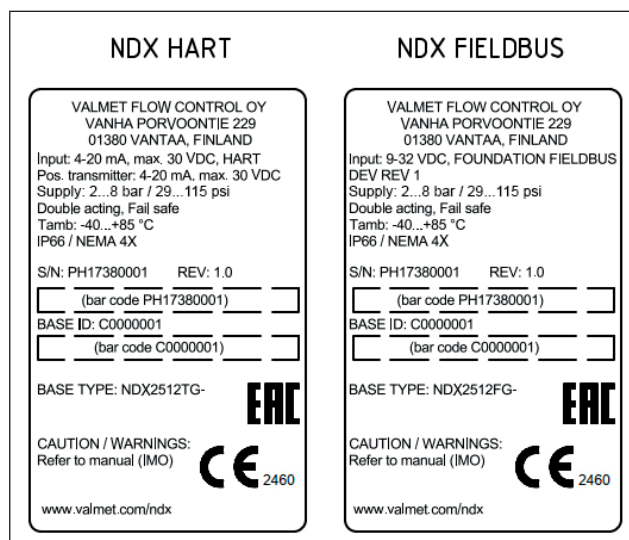 NDX HART
VALMET FLOW CONTROL OY
VANHA PORVOONTIE 229
01380 VANTAA, FINLAND
Input: 4-20 mA, max. 30 VDC, HART
Pos. transmitter: 4-20 mA, max. 30 VDC
Supply: 2...8 bar / 29...115 psi
Double acting, Fail safe
Tamb: -40...+85 °C
IP66 / NEMA 4X
S/N: PH17380001 REV: 1.0
(bar code PH17380001)
BASE ID: C0000001
(bar code C0000001)
BASE TYPE: NDX2512TG-
EAC
CAUTION / WARNINGS:
Refer to manual (IMO)
CE 2460
www.valmet.com/ndx
NDX FIELDBUS
VALMET FLOW CONTROL OY
VANHA PORVOONTIE 229
01380 VANTAA, FINLAND
Input: 9-32 VDC, FOUNDATION FIELDBUS
DEV REV 1
Supply: 2...8 bar / 29...115 psi
Double acting, Fail safe
Tamb: -40...+85 °C
IP66 / NEMA 4X
S/N: PH17380001 REV: 1.0
(bar code PH17380001)
BASE ID: C0000001
(bar code C0000001)
BASE TYPE: NDX2512FG-
EAC
CAUTION / WARNINGS:
Refer to manual (IMO)
CE 2460
www.valmet.com/ndx